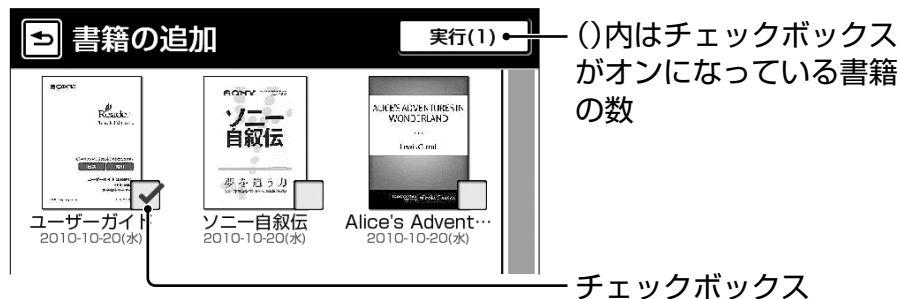 書籍の追加
実行(1)
()内はチェックボックス
がオンになっている書籍
の数
Reader
ソニー
自叙伝
夢を追う力
ALICE'S ADVENTURES IN
WONDERLAND
Lewis Carroll
ユーザーガイド
2010-10-20(水)
ソニー自叙伝
2010-10-20(水)
Alice's Advent…
2010-10-20(水)
チェックボックス